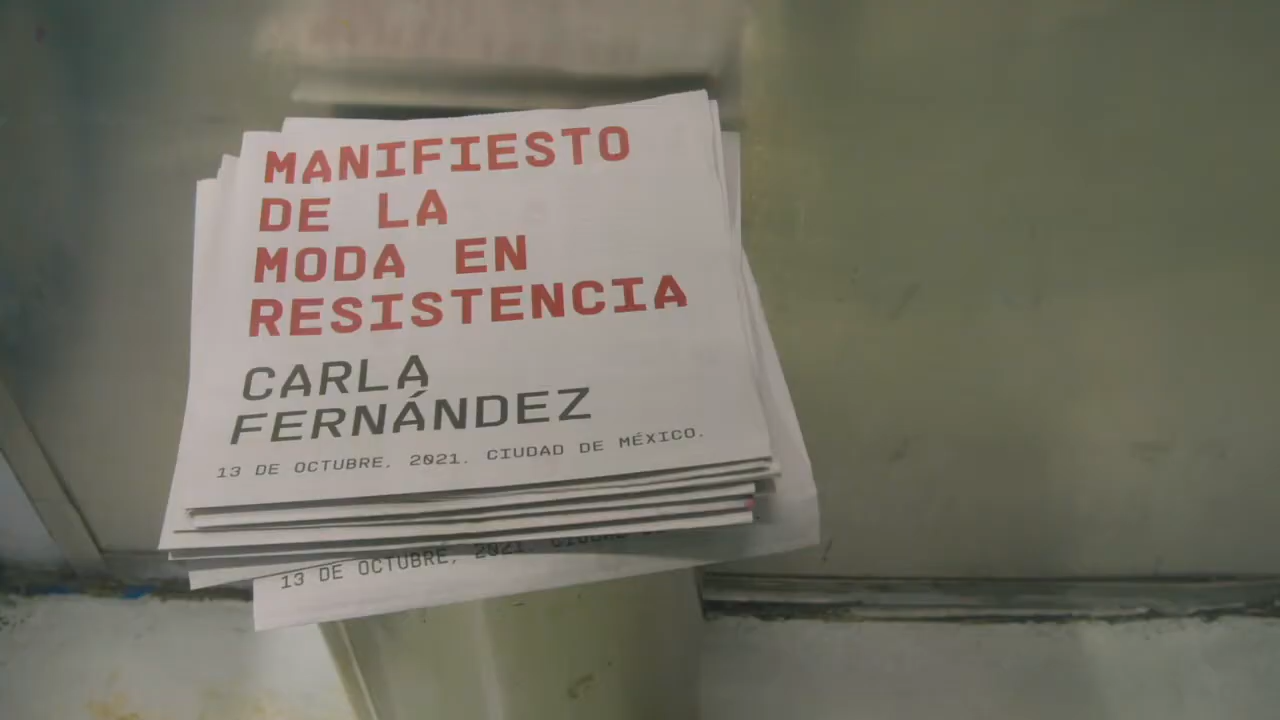 MANIFIESTO
DE LA
MODA EN
RESISTENCIA
CARLA
FERNÁNDEZ
13 DE OCTUBRE, 2021. CIUDAD DE MÉXICO.
13 DE OCTUBRE, 2021. CIUDAD